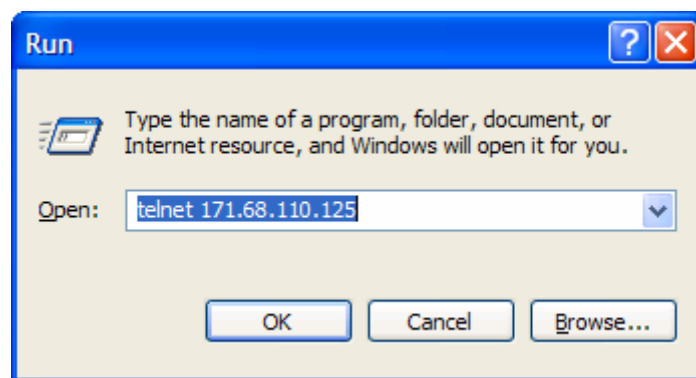 Run
Type the name of a program, folder, document, or
Internet resource, and Windows will open it for you.
Open: telnet 171.68.110.125
OK Cancel Browse...